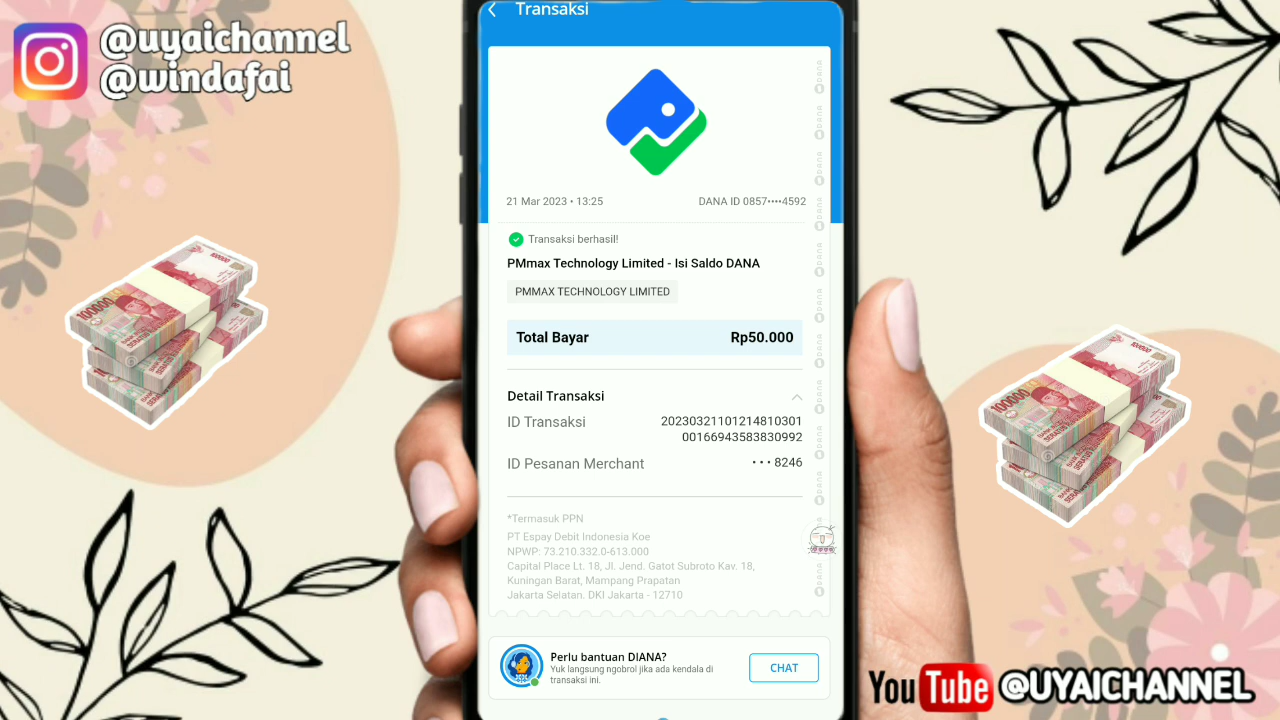 @uyaichannel
@windafai
Transaksi
21 Mar 2023 • 13:25
DANA ID 0857••••4592
Transaksi berhasil!
PMmax Technology Limited - Isi Saldo DANA
PMMAX TECHNOLOGY LIMITED
Total Bayar
Rp50.000
Detail Transaksi
ID Transaksi
20230321101214810301
00166943583830992
ID Pesanan Merchant
• • • 8246
*Termasuk PPN
PT Espay Debit Indonesia Koe
NPWP: 73.210.332.0-613.000
Capital Place Lt. 18, Jl. Jend. Gatot Subroto Kav. 18,
Kuningan Barat, Mampang Prapatan
Jakarta Selatan. DKI Jakarta - 12710
Perlu bantuan DIANA?
Yuk langsung ngobrol jika ada kendala di
transaksi ini.
CHAT
YouTube @UYAICHANNEL